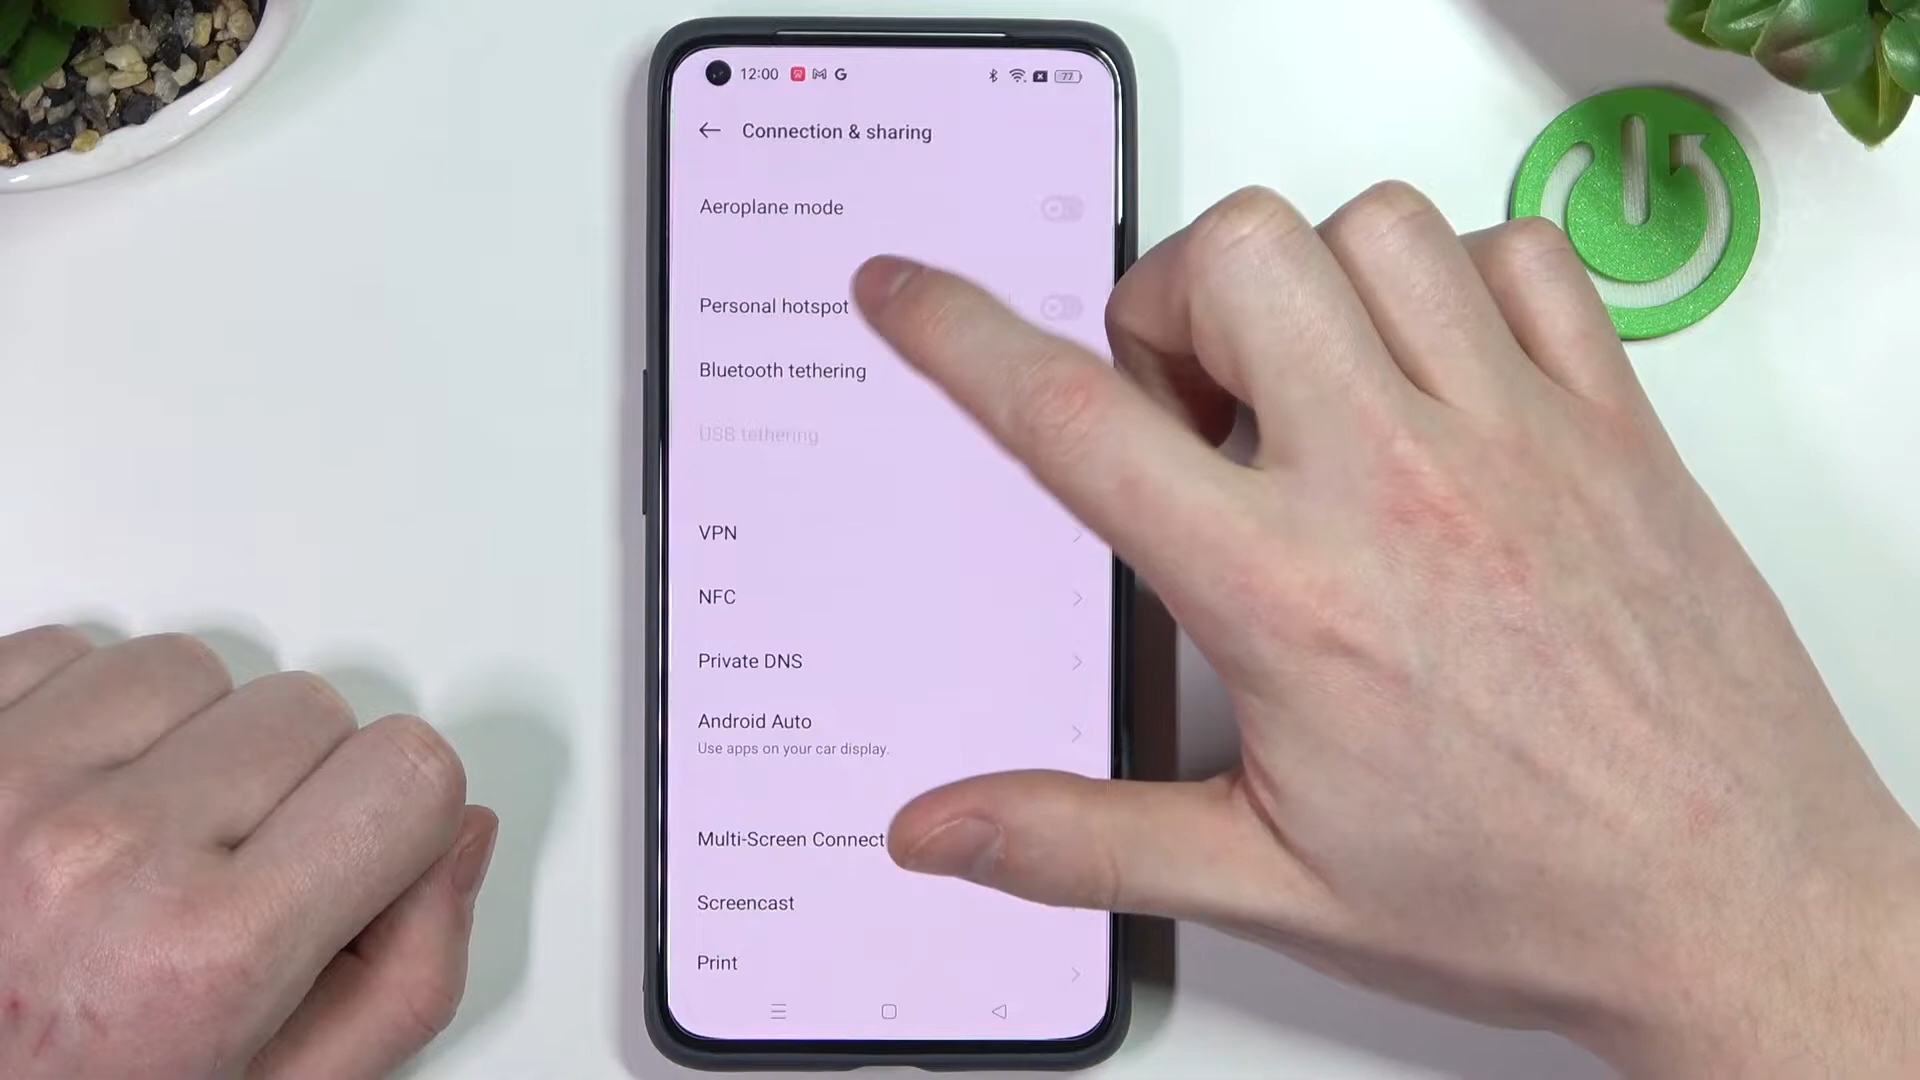 12:00
77
Connection & sharing
Aeroplane mode
Personal hotspot
Bluetooth tethering
USB tethering
VPN
NFC
Private DNS
Android Auto
Use apps on your car display.
Multi-Screen Connect
Screencast
Print